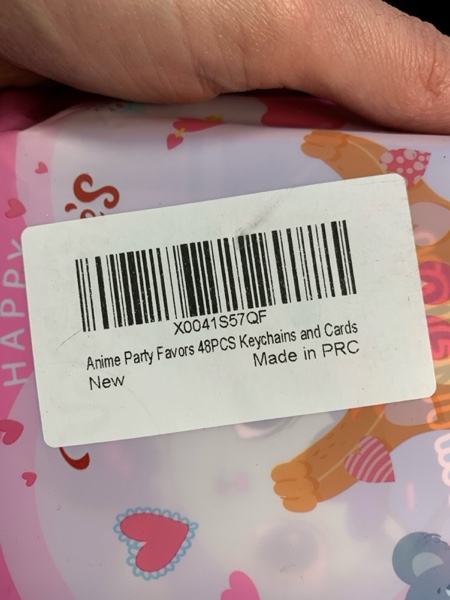 X0041S57QF
Anime Party Favors 48PCS Keychains and Cards
New
Made in PRC
HAPPY